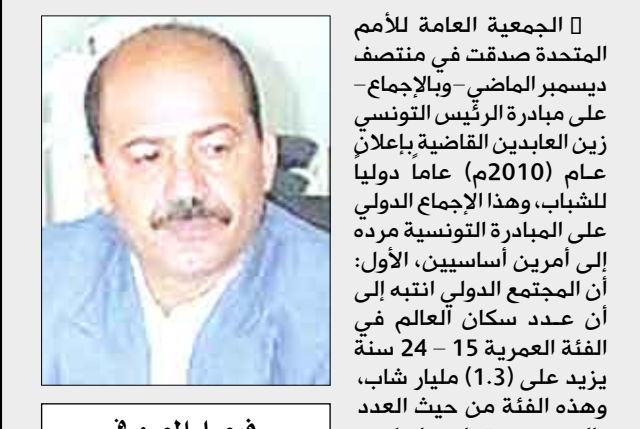 الجمعية العامة للأمم
المتحدة صدقت في منتصف
ديسمبر الماضي -وبالإجماع-
على مبادرة الرئيس التونسي
زين العابدين القاضية بإعلان
عـام (2010م) عاماً دولياً
للشباب، وهذا الإجماع الدولي
على المبادرة التونسية مرده
إلى أمرين أساسيين، الأول:
أن المجتمع الدولي انتبه إلى
أن عـدد سكان العالم في
الفئة العمرية 15 - 24 سنة
يزيد على (1.3) مليار شاب،
وهذه الفئة من حيث العدد